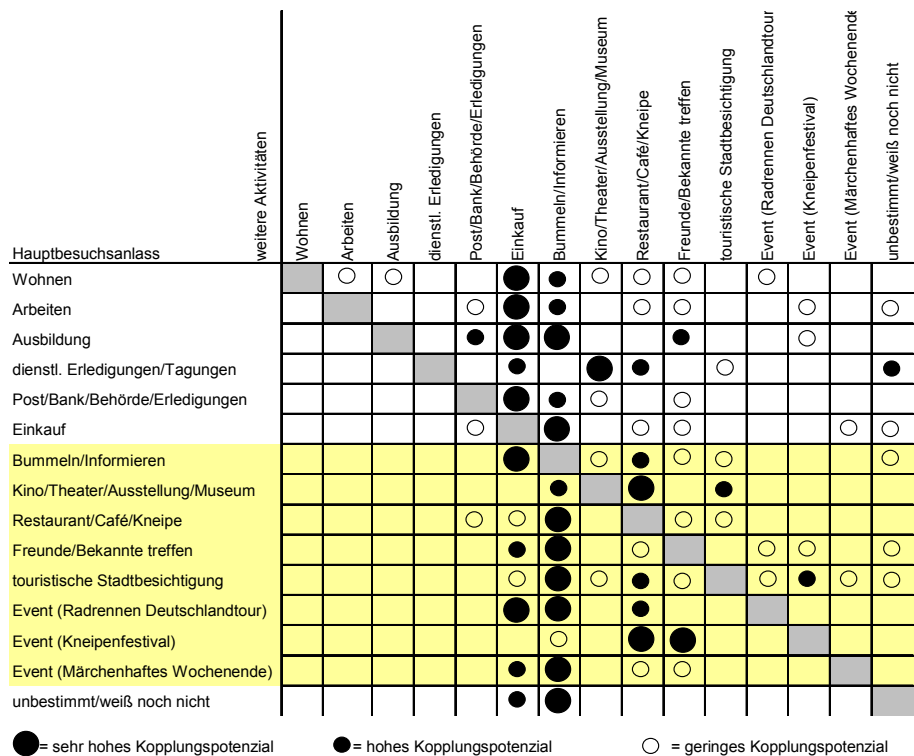 weitere Aktivitäten
Wohnen
Arbeiten
Ausbildung
dienstl. Erledigungen
Post/Bank/Behörde/Erledigungen
Einkauf
Bummeln/Informieren
Kino/Theater/Ausstellung/Museum
Restaurant/Café/Kneipe
Freunde/Bekannte treffen
touristische Stadtbesichtigung
Event (Radrennen Deutschlandtour)
Event (Kneipenfestival)
Event (Märchenhaftes Wochenende)
unbestimmt/weiß noch nicht
Hauptbesuchsanlass
Wohnen
Arbeiten
Ausbildung
dienstl. Erledigungen/Tagungen
Post/Bank/Behörde/Erledigungen
Einkauf
Bummeln/Informieren
Kino/Theater/Ausstellung/Museum
Restaurant/Café/Kneipe
Freunde/Bekannte treffen
touristische Stadtbesichtigung
Event (Radrennen Deutschlandtour)
Event (Kneipenfestival)
Event (Märchenhaftes Wochenende)
unbestimmt/weiß noch nicht
= sehr hohes Kopplungspotenzial = hohes Kopplungspotenzial = geringes Kopplungspotenzial